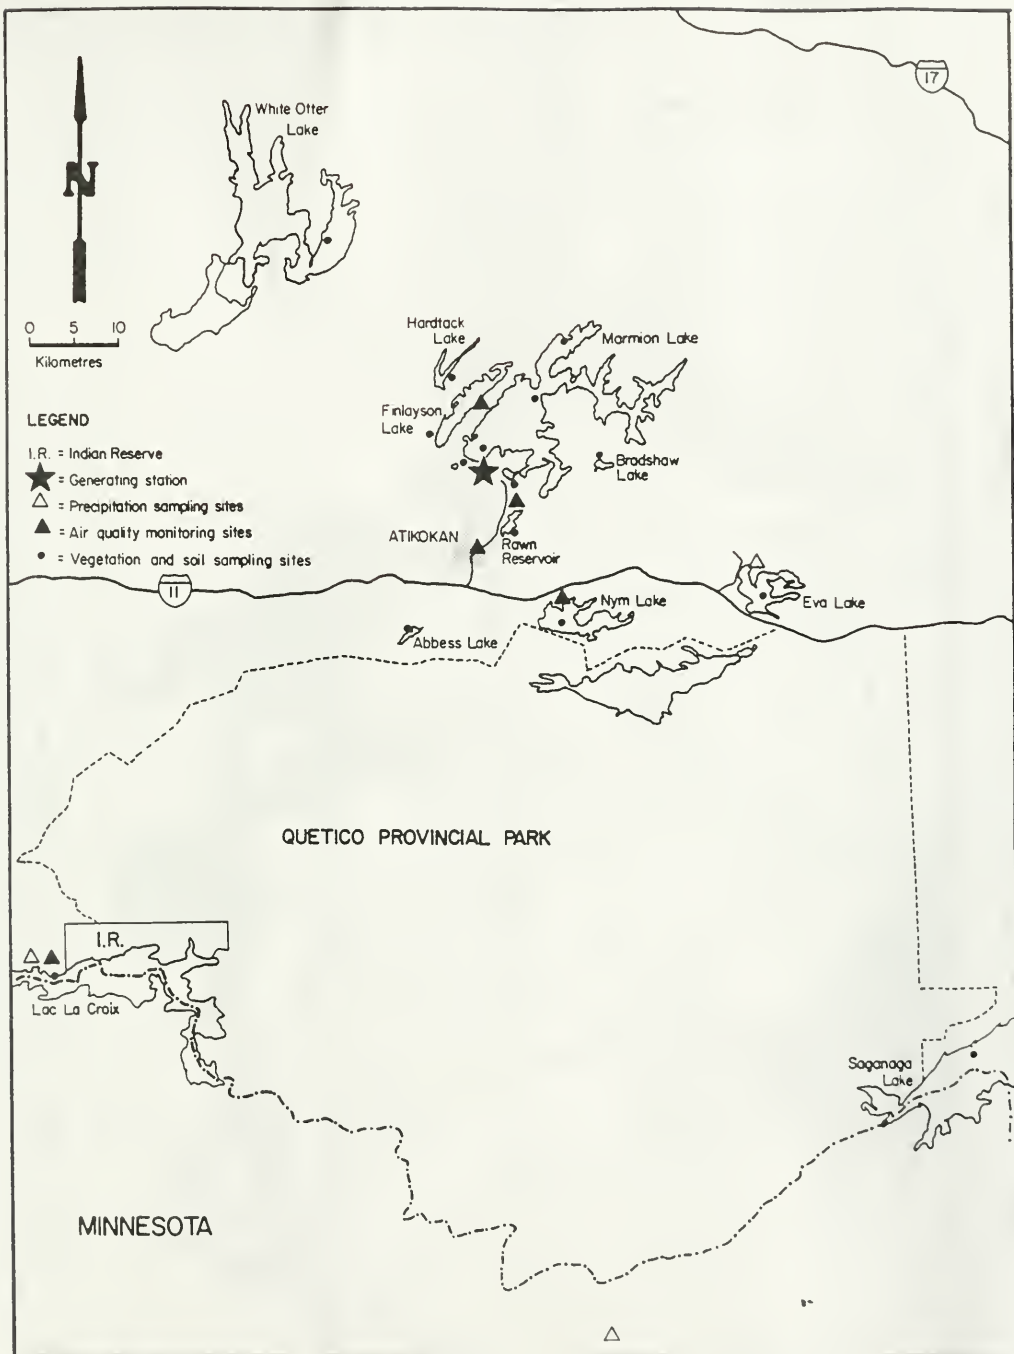 17
White Otter
Lake
N
0 5 10
Kilometres
Hardtack
Lake
Marmion Lake
Finlayson
Lake
LEGEND
I.R. = Indian Reserve
= Generating station
= Precipitation sampling sites
= Air quality monitoring sites
= Vegetation and soil sampling sites
Bradshaw
Lake
ATIKOKAN
Rawn
Reservoir
11
Nym Lake
Eva Lake
Abbess Lake
QUETICO PROVINCIAL PARK
I.R.
Lac La Croix
Saganaga
Lake
MINNESOTA